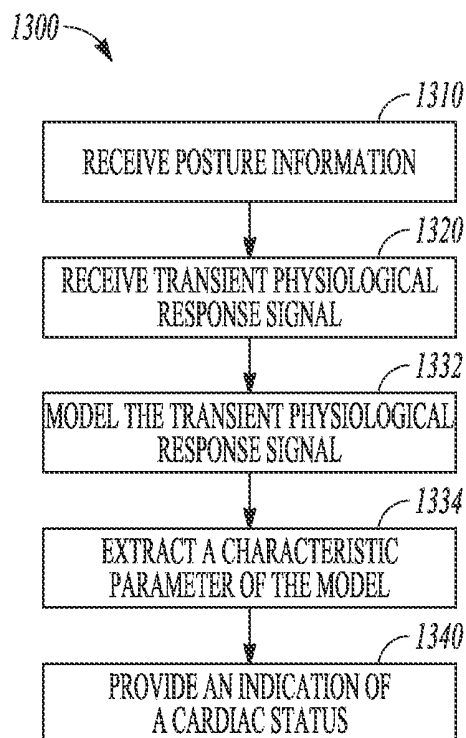 1300
1310
RECEIVE POSTURE INFORMATION
1320
RECEIVE TRANSIENT PHYSIOLOGICAL
RESPONSE SIGNAL
1332
MODEL THE TRANSIENT PHYSIOLOGICAL
RESPONSE SIGNAL
1334
EXTRACT A CHARACTERISTIC
PARAMETER OF THE MODEL
1340
PROVIDE AN INDICATION OF
A CARDIAC STATUS